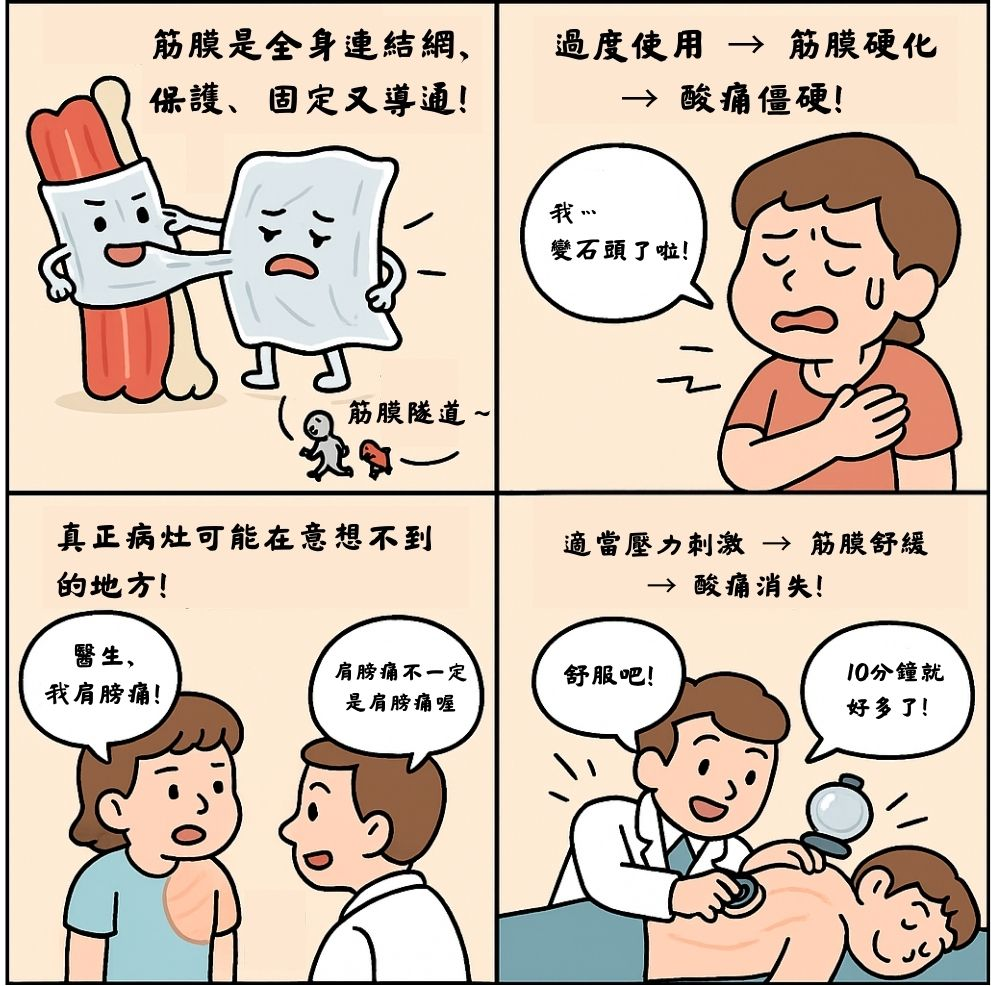 筋膜是全身連結網,
保護、固定又導通!
筋膜隧道~
過度使用 → 筋膜硬化
→ 酸痛僵硬!
我…
變石頭了啦!
真正病灶可能在意想不到
的地方!
醫生、
我肩膀痛!
肩膀痛不一定
是肩膀痛喔
適當壓力刺激 → 筋膜舒緩
→ 酸痛消失!
舒服吧!
10分鐘就
好多了!